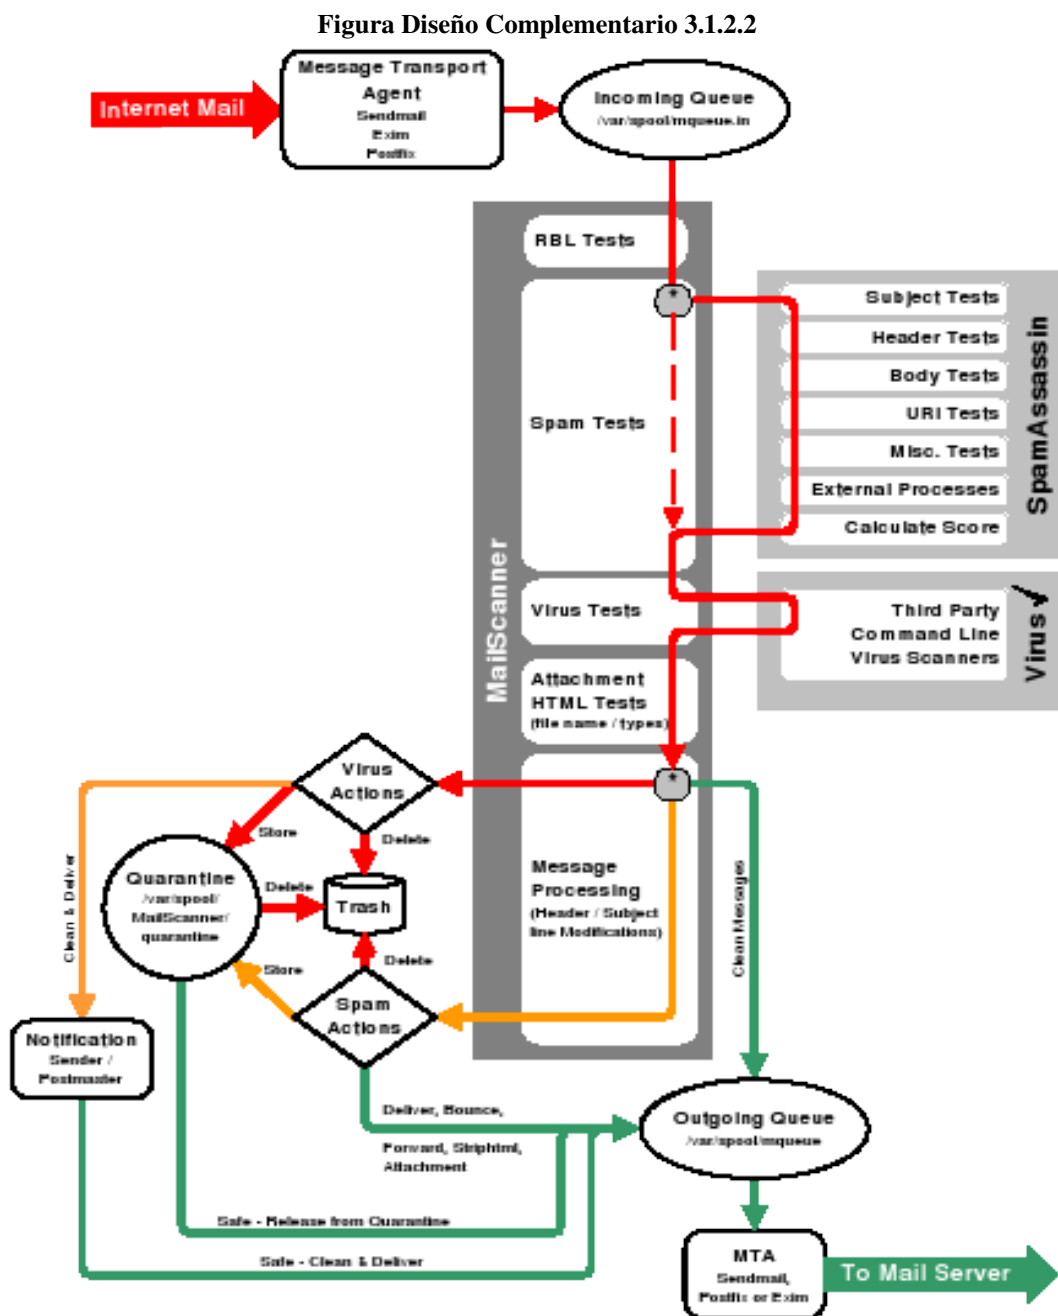 Figura Diseño Complementario 3.1.2.2
Internet Mail
Message Transport
Agent
Sendmail
Exim
Postfix
Incoming Queue
/var/spool/mqueue.in
MailScanner
RBL Tests
*
Spam Tests
Subject Tests
Header Tests
Body Tests
URI Tests
Misc. Tests
External Processes
Calculate Score
SpamAssassin
Virus Tests
Third Party
Command Line
Virus Scanners
Virus
Attachment
HTML Tests
(file name / types)
*
Message
Processing
(Header / Subject
line Modifications)
Virus
Actions
Store
Delete
Clean & Deliver
Quarantine
/var/spool/
MailScanner/
quarantine
Delete
Trash
Delete
Store
Spam
Actions
Clean Messages
Notification
Sender /
Postmaster
Deliver, Bounce,
Forward, Striphtml,
Attachment
Outgoing Queue
/var/spool/mqueue
Safe - Release from Quarantine
Safe - Clean & Deliver
MTA
Sendmail,
Postfix or Exim
To Mail Server